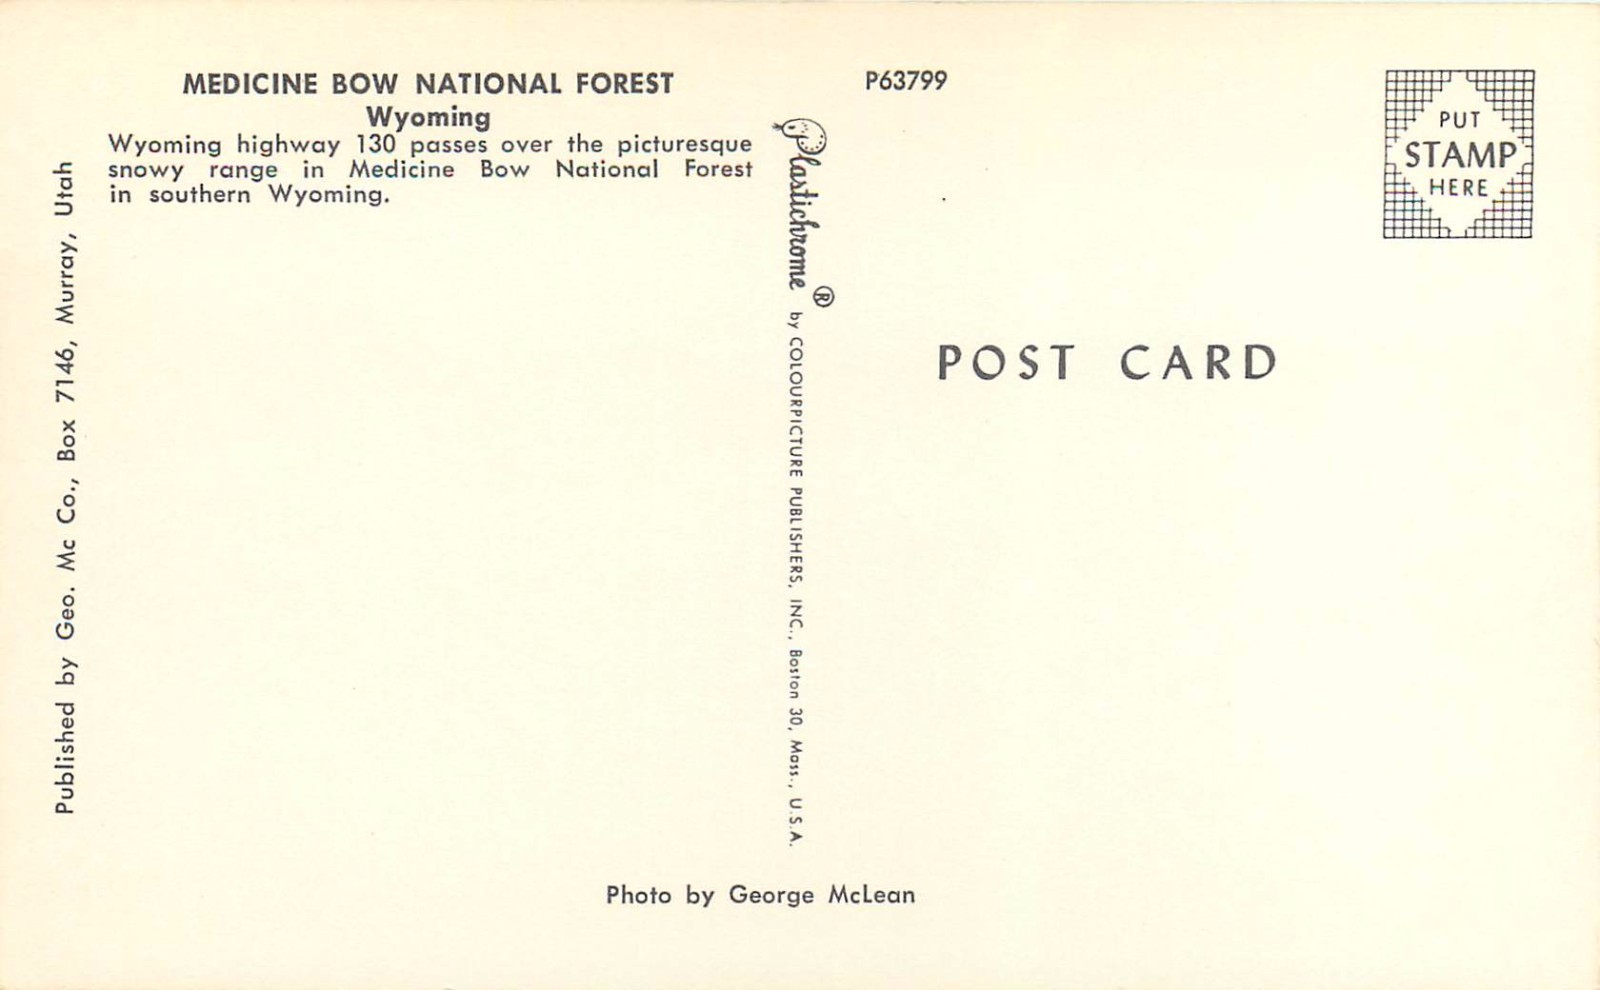 MEDICINE BOW NATIONAL FOREST
Wyoming
Wyoming highway 130 passes over the picturesque
snowy range in Medicine Bow National Forest
in southern Wyoming.
Published by Geo. Mc Co., Box 7146, Murray, Utah
Plastichrome ®
by COLOURPICTURE PUBLISHERS, INC., Boston 30, Mass., U.S.A.
P63799
PUT
STAMP
HERE
POST CARD
Photo by George McLean